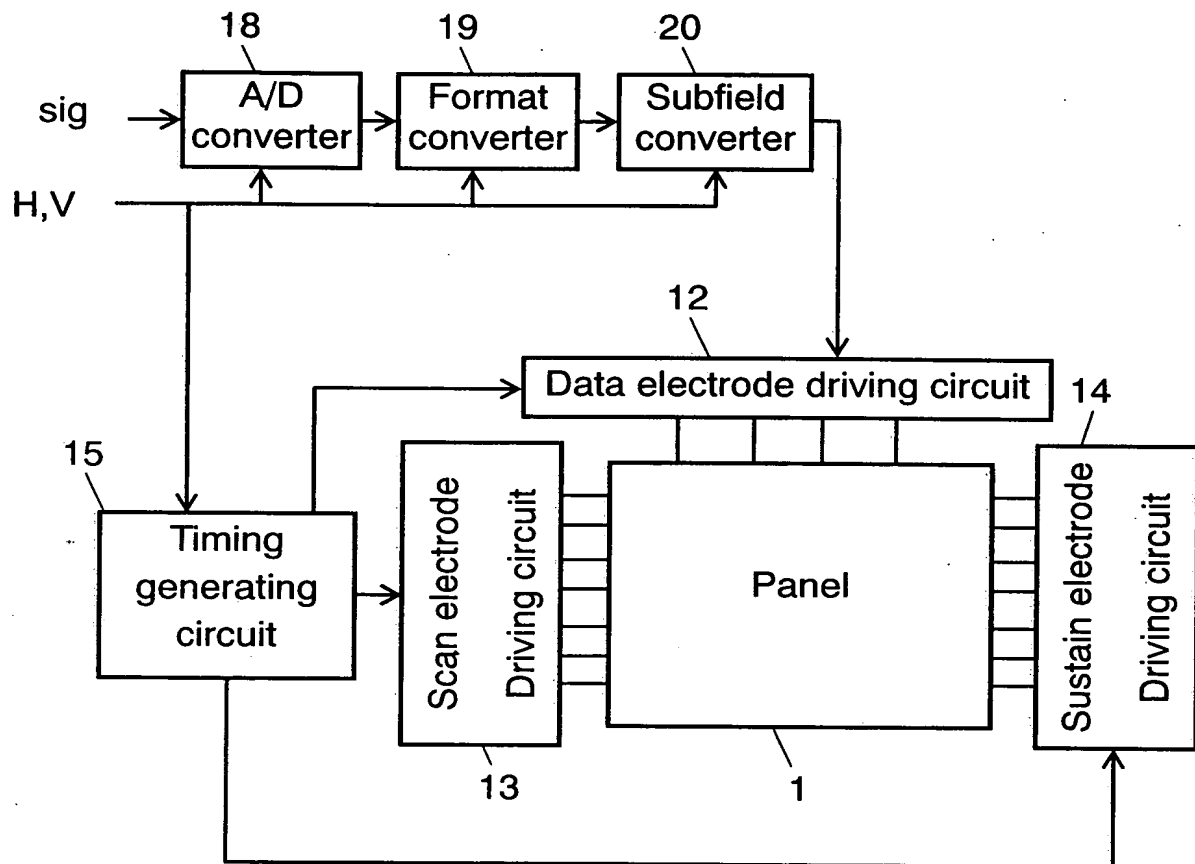 18
19
20
sig
A/D
converter
Format
converter
Subfield
converter
H,V
12
Data electrode driving circuit
14
15
Timing
generating
circuit
Scan electrode
Driving circuit
Panel
Sustain electrode
Driving circuit
13
1